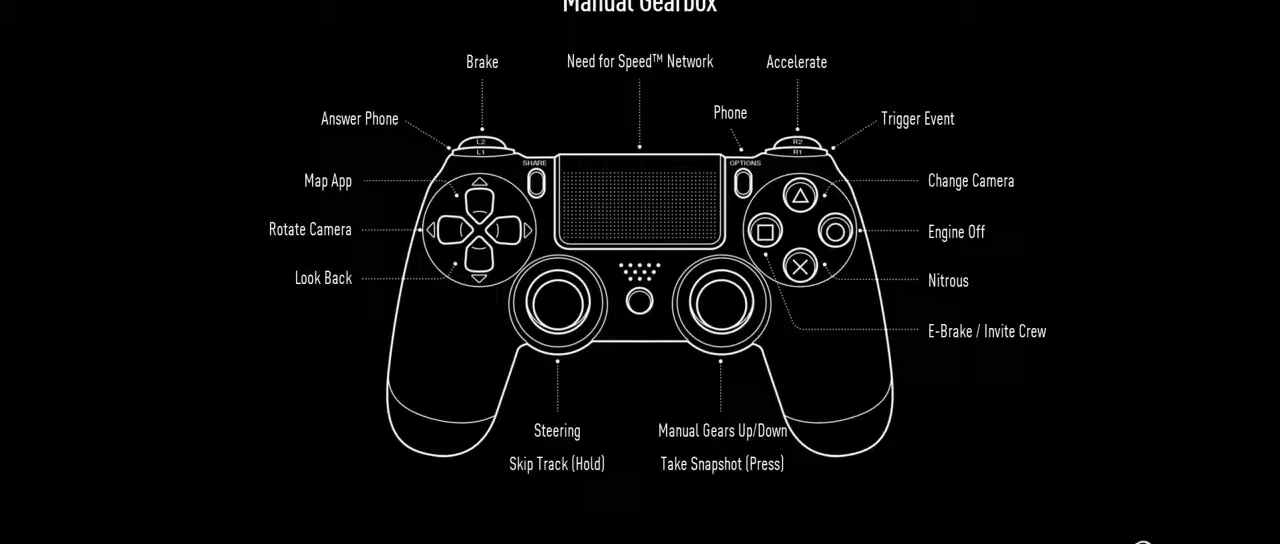 Manual Gearbox
Brake
Need for Speed™ Network
Accelerate
Phone
Answer Phone
Trigger Event
L2
L1
R2
R1
SHARE
OPTIONS
Map App
Change Camera
Rotate Camera
Engine Off
Look Back
Nitrous
E-Brake / Invite Crew
Steering
Manual Gears Up/Down
Skip Track (Hold)
Take Snapshot (Press)